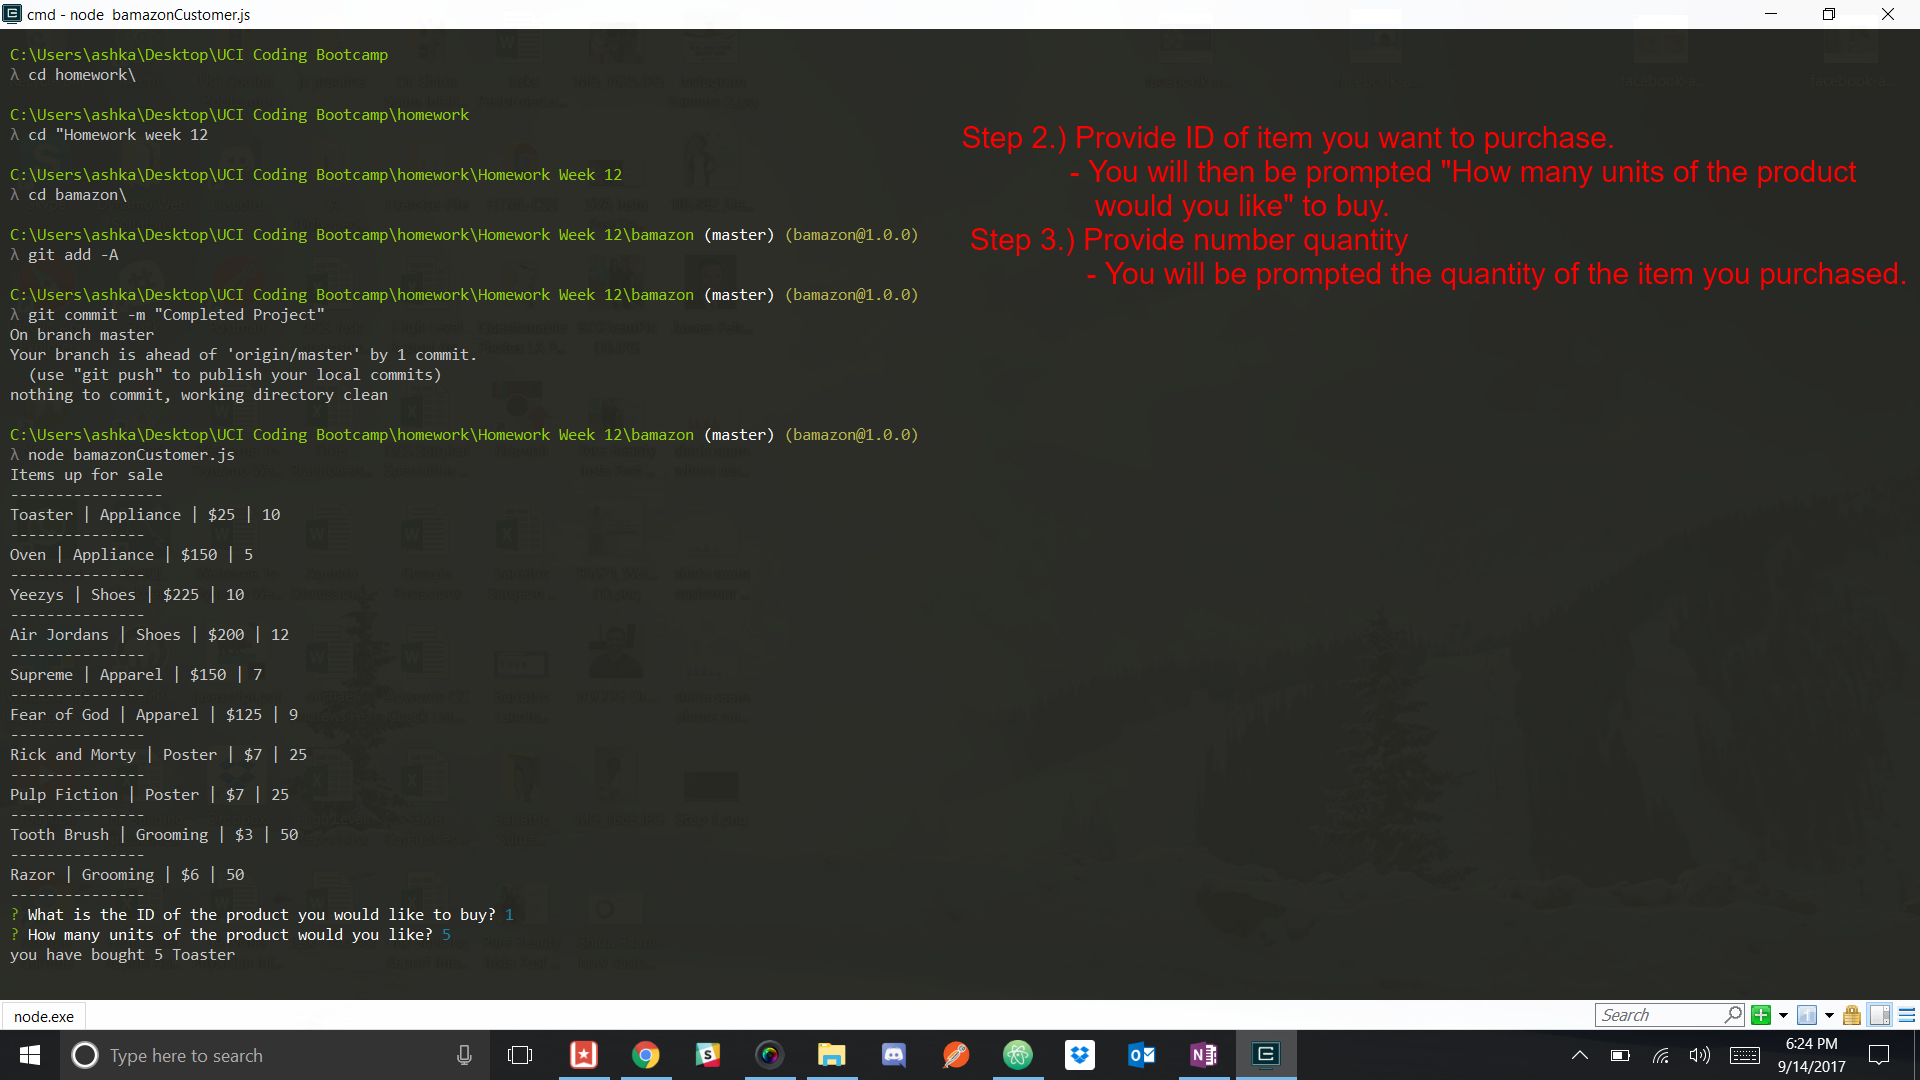 cmd - node  bamazonCustomer.js
C:\Users\ashka\Desktop\UCI Coding Bootcamp
λ cd homework\
C:\Users\ashka\Desktop\UCI Coding Bootcamp\homework
λ cd "Homework week 12
C:\Users\ashka\Desktop\UCI Coding Bootcamp\homework\Homework Week 12
λ cd bamazon\
C:\Users\ashka\Desktop\UCI Coding Bootcamp\homework\Homework Week 12\bamazon (master) (bamazon@1.0.0)
λ git add -A
C:\Users\ashka\Desktop\UCI Coding Bootcamp\homework\Homework Week 12\bamazon (master) (bamazon@1.0.0)
λ git commit -m "Completed Project"
On branch master
Your branch is ahead of 'origin/master' by 1 commit.
  (use "git push" to publish your local commits)
nothing to commit, working directory clean
C:\Users\ashka\Desktop\UCI Coding Bootcamp\homework\Homework Week 12\bamazon (master) (bamazon@1.0.0)
λ node bamazonCustomer.js
Items up for sale
-----------------
Toaster | Appliance | $25 | 10
---------------
Oven | Appliance | $150 | 5
---------------
Yeezys | Shoes | $225 | 10
---------------
Air Jordans | Shoes | $200 | 12
---------------
Supreme | Apparel | $150 | 7
---------------
Fear of God | Apparel | $125 | 9
---------------
Rick and Morty | Poster | $7 | 25
---------------
Pulp Fiction | Poster | $7 | 25
---------------
Tooth Brush | Grooming | $3 | 50
---------------
Razor | Grooming | $6 | 50
---------------
? What is the ID of the product you would like to buy? 1
? How many units of the product would you like? 5
you have bought 5 Toaster
Step 2.) Provide ID of item you want to purchase.
- You will then be prompted "How many units of the product
would you like" to buy.
Step 3.) Provide number quantity
- You will be prompted the quantity of the item you purchased.
node.exe
Search
Type here to search
6:24 PM
9/14/2017